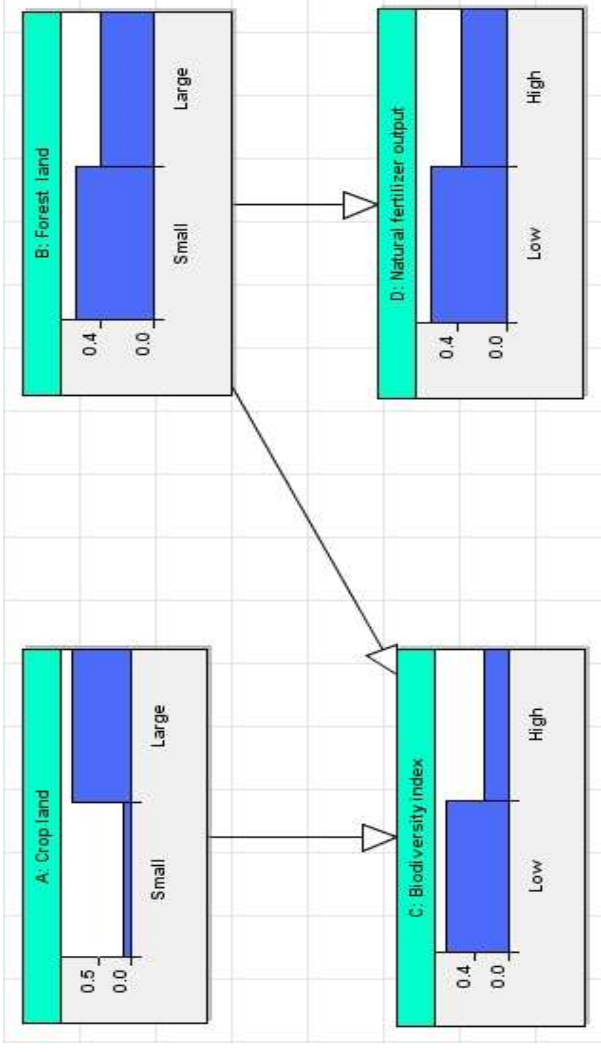 A: Crop land
0.5
0.0
Small Large
B: Forest land
0.4
0.0
Small Large
C: Biodiversity index
0.4
0.0
Low High
D: Natural fertilizer output
0.4
0.0
Low High